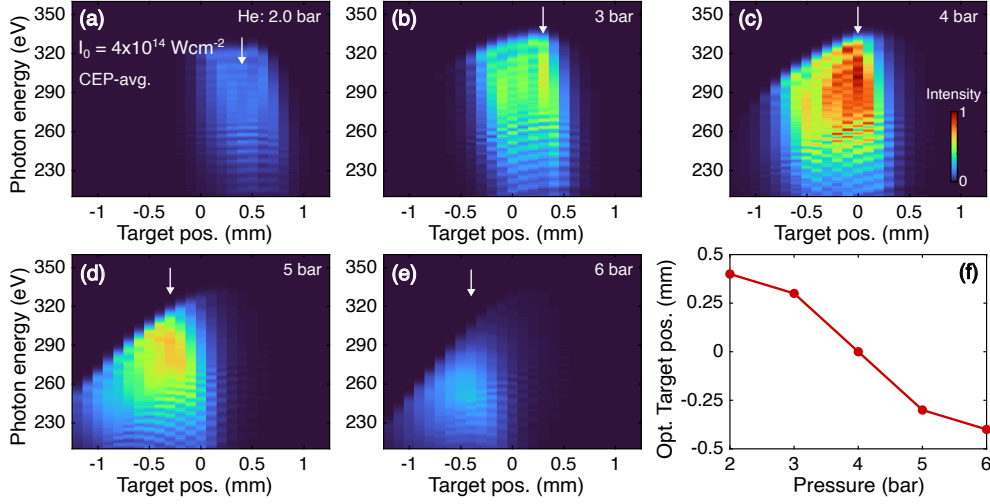 (a)
He: 2.0 bar
I0 = 4x10^14 Wcm^-2
CEP-avg.
Photon energy (eV)
350
320
290
260
230
-1 -0.5 0 0.5 1
Target pos. (mm)
(b)
3 bar
350
320
290
260
230
-1 -0.5 0 0.5 1
Target pos. (mm)
(c)
4 bar
Intensity
1
0
350
320
290
260
230
-1 -0.5 0 0.5 1
Target pos. (mm)
(d)
5 bar
Photon energy (eV)
350
320
290
260
230
-1 -0.5 0 0.5 1
Target pos. (mm)
(e)
6 bar
350
320
290
260
230
-1 -0.5 0 0.5 1
Target pos. (mm)
(f)
Opt. Target pos. (mm)
0.5
0.25
0
-0.25
-0.5
2 3 4 5 6
Pressure (bar)